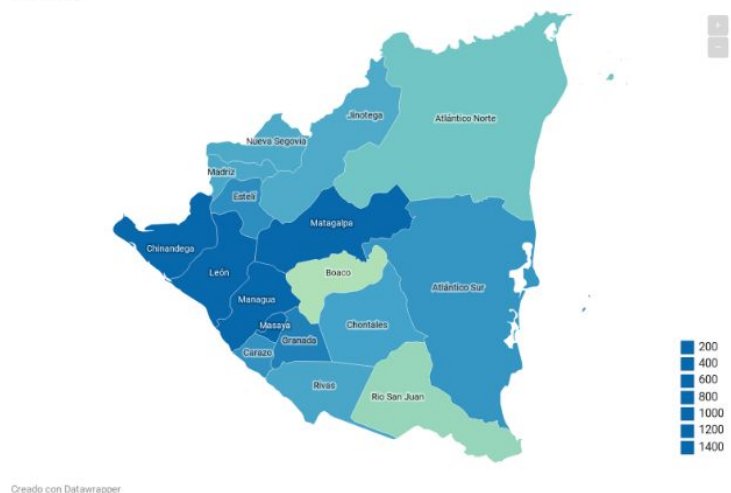 +
−
Jinotega
Atlántico Norte
Nueva Segovia
Madriz
Estelí
Matagalpa
Chinandega
León
Boaco
Atlántico Sur
Managua
Masaya
Chontales
Granada
Carazo
Rivas
Rio San Juan
200
400
600
800
1000
1200
1400
Creado con Datawrapper